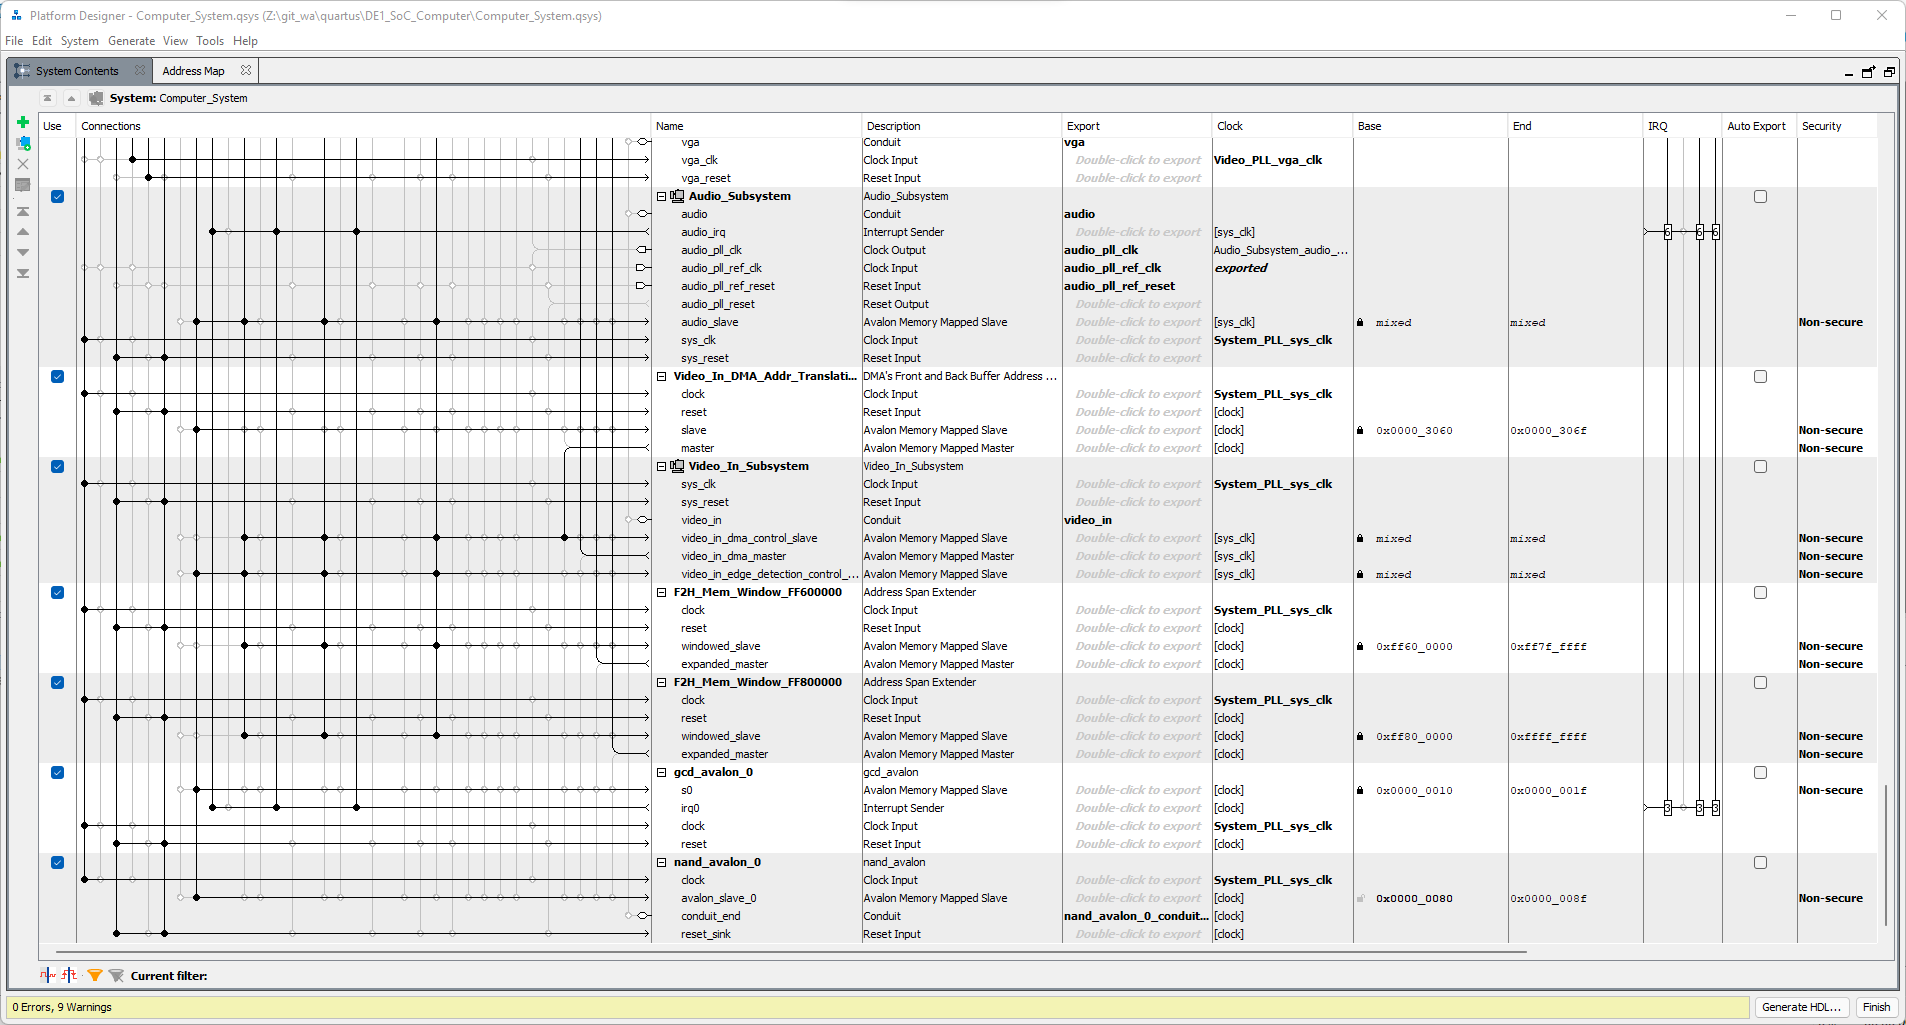 Platform Designer - Computer_System.qsys (Z:\git_wa\quartus\DE1_SoC_Computer\Computer_System.qsys)
File Edit System Generate View Tools Help
System Contents Address Map
System: Computer_System
Use Connections Name Description Export Clock Base End IRQ Auto Export Security
vga Conduit vga
vga_clk Clock Input Double-click to export Video_PLL_vga_clk
vga_reset Reset Input Double-click to export
Audio_Subsystem Audio_Subsystem
audio Conduit audio
audio_irq Interrupt Sender Double-click to export [sys_clk] 6 6 6
audio_pll_clk Clock Output audio_pll_clk Audio_Subsystem_audio_...
audio_pll_ref_clk Clock Input audio_pll_ref_clk exported
audio_pll_ref_reset Reset Input audio_pll_ref_reset
audio_pll_reset Reset Output Double-click to export
audio_slave Avalon Memory Mapped Slave Double-click to export [sys_clk] mixed mixed Non-secure
sys_clk Clock Input Double-click to export System_PLL_sys_clk
sys_reset Reset Input Double-click to export
Video_In_DMA_Addr_Translati... DMA's Front and Back Buffer Address ...
clock Clock Input Double-click to export System_PLL_sys_clk
reset Reset Input Double-click to export [clock]
slave Avalon Memory Mapped Slave Double-click to export [clock] 0x0000_3060 0x0000_306f Non-secure
master Avalon Memory Mapped Master Double-click to export [clock] Non-secure
Video_In_Subsystem Video_In_Subsystem
sys_clk Clock Input Double-click to export System_PLL_sys_clk
sys_reset Reset Input Double-click to export
video_in Conduit video_in
video_in_dma_control_slave Avalon Memory Mapped Slave Double-click to export [sys_clk] mixed mixed Non-secure
video_in_dma_master Avalon Memory Mapped Master Double-click to export [sys_clk] Non-secure
video_in_edge_detection_control_... Avalon Memory Mapped Slave Double-click to export [sys_clk] mixed mixed Non-secure
F2H_Mem_Window_FF600000 Address Span Extender
clock Clock Input Double-click to export System_PLL_sys_clk
reset Reset Input Double-click to export [clock]
windowed_slave Avalon Memory Mapped Slave Double-click to export [clock] 0xff60_0000 0xff7f_ffff Non-secure
expanded_master Avalon Memory Mapped Master Double-click to export [clock] Non-secure
F2H_Mem_Window_FF800000 Address Span Extender
clock Clock Input Double-click to export System_PLL_sys_clk
reset Reset Input Double-click to export [clock]
windowed_slave Avalon Memory Mapped Slave Double-click to export [clock] 0xff80_0000 0xffff_ffff Non-secure
expanded_master Avalon Memory Mapped Master Double-click to export [clock] Non-secure
gcd_avalon_0 gcd_avalon
s0 Avalon Memory Mapped Slave Double-click to export [clock] 0x0000_0010 0x0000_001f Non-secure
irq0 Interrupt Sender Double-click to export [clock] 3 3 3
clock Clock Input Double-click to export System_PLL_sys_clk
reset Reset Input Double-click to export [clock]
nand_avalon_0 nand_avalon
clock Clock Input Double-click to export System_PLL_sys_clk
avalon_slave_0 Avalon Memory Mapped Slave Double-click to export [clock] 0x0000_0080 0x0000_008f Non-secure
conduit_end Conduit nand_avalon_0_conduit... [clock]
reset_sink Reset Input Double-click to export [clock]
Current filter:
0 Errors, 9 Warnings Generate HDL... Finish